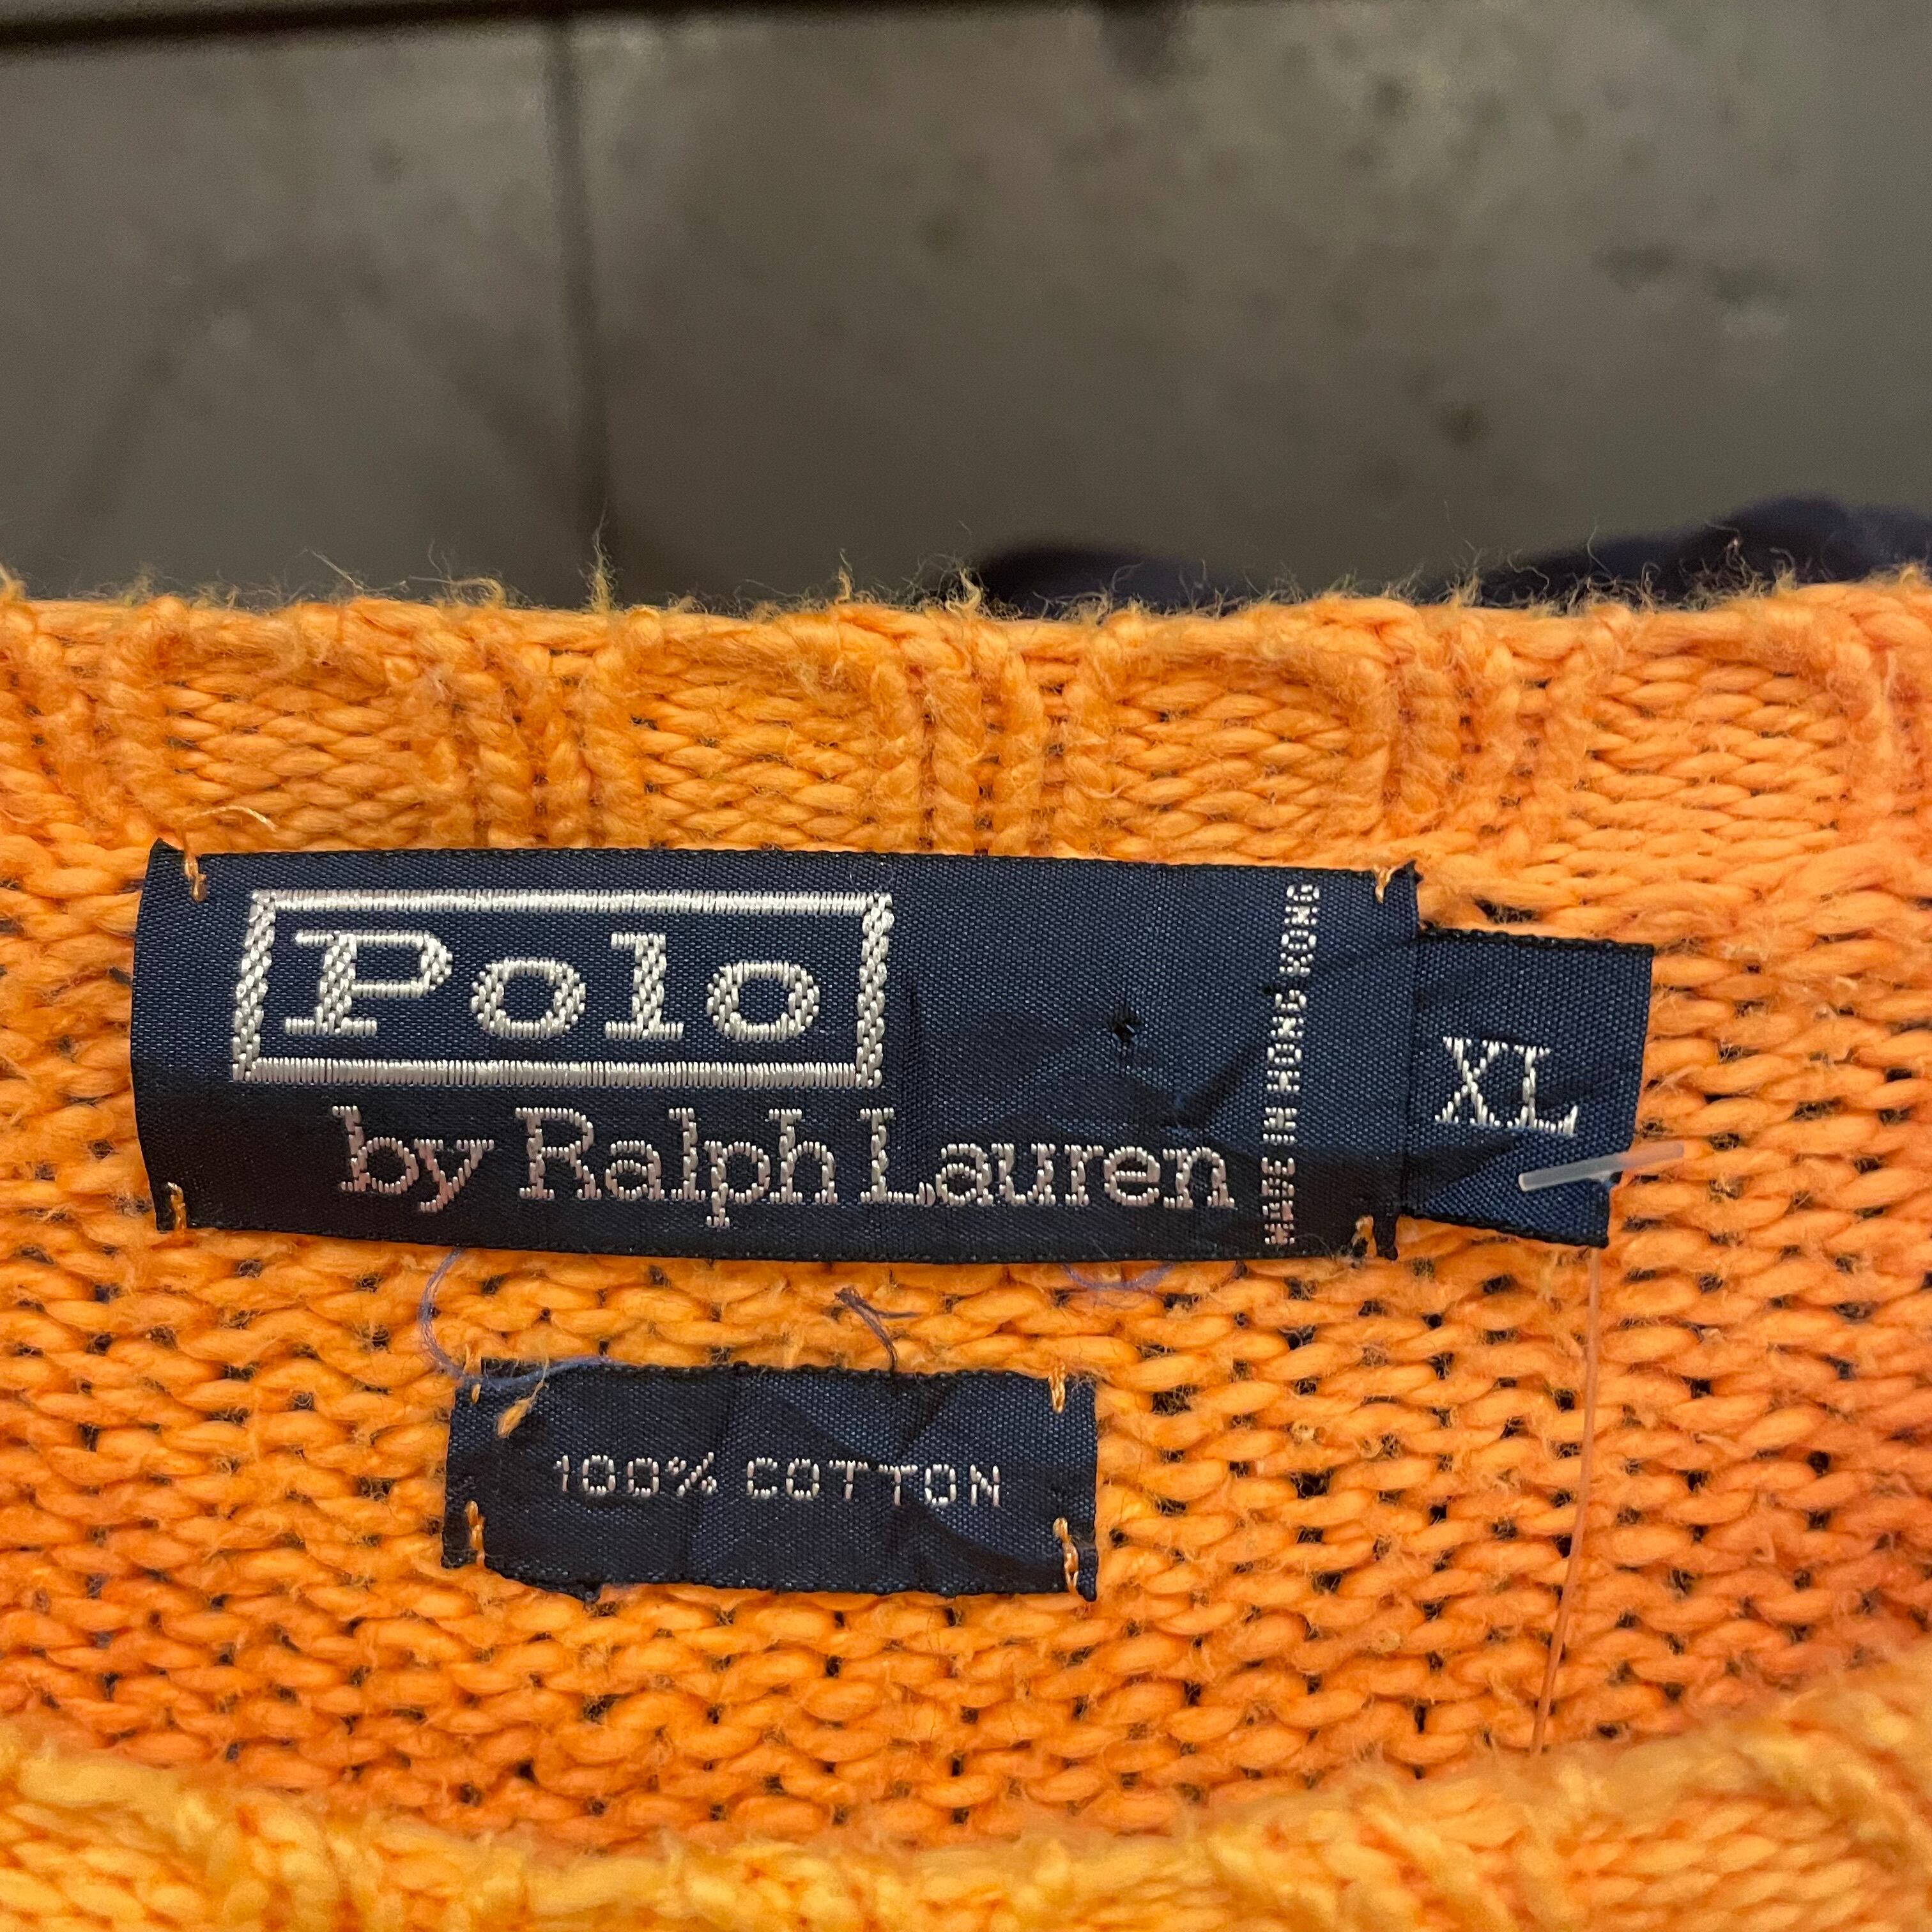 Polo
by Ralph Lauren
MADE IN HONG KONG
XL
100% COTTON